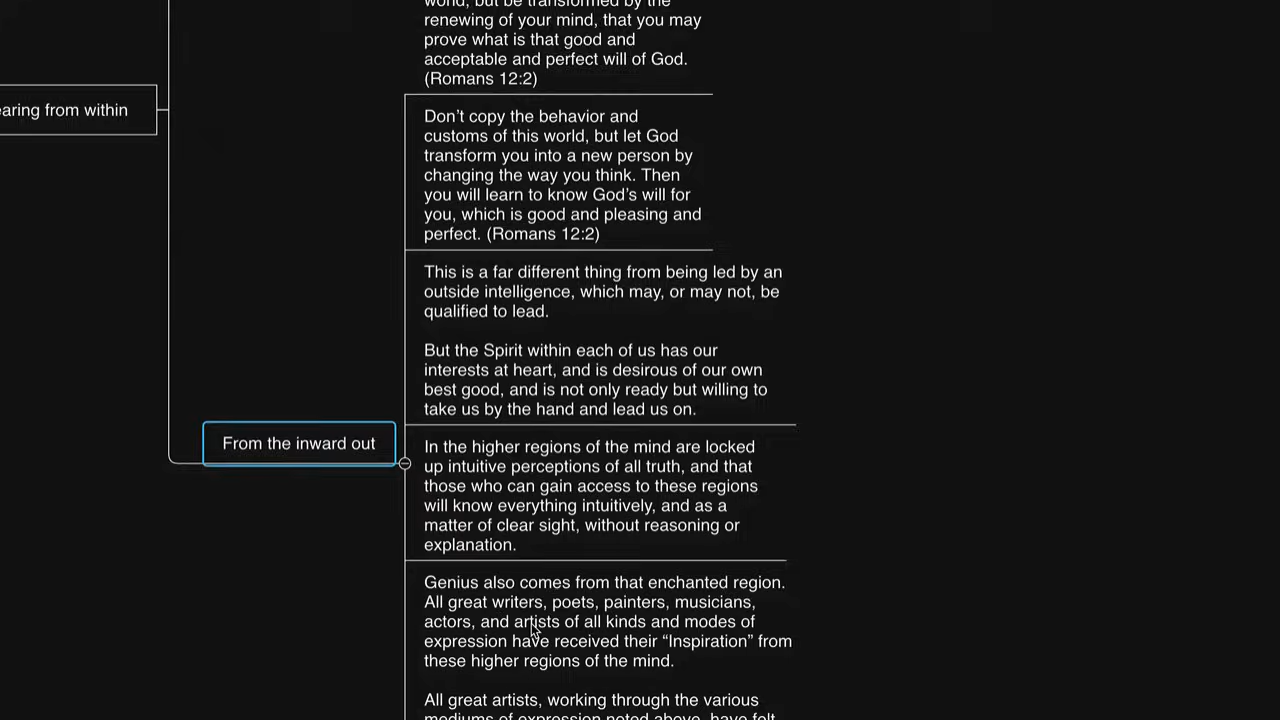 world, but be transformed by the
renewing of your mind, that you may
prove what is that good and
acceptable and perfect will of God.
(Romans 12:2)
earing from within
Don’t copy the behavior and
customs of this world, but let God
transform you into a new person by
changing the way you think. Then
you will learn to know God’s will for
you, which is good and pleasing and
perfect. (Romans 12:2)
This is a far different thing from being led by an
outside intelligence, which may, or may not, be
qualified to lead.
But the Spirit within each of us has our
interests at heart, and is desirous of our own
best good, and is not only ready but willing to
take us by the hand and lead us on.
From the inward out
In the higher regions of the mind are locked
up intuitive perceptions of all truth, and that
those who can gain access to these regions
will know everything intuitively, and as a
matter of clear sight, without reasoning or
explanation.
Genius also comes from that enchanted region.
All great writers, poets, painters, musicians,
actors, and artists of all kinds and modes of
expression have received their “Inspiration” from
these higher regions of the mind.
All great artists, working through the various
mediums of expression noted above, have felt